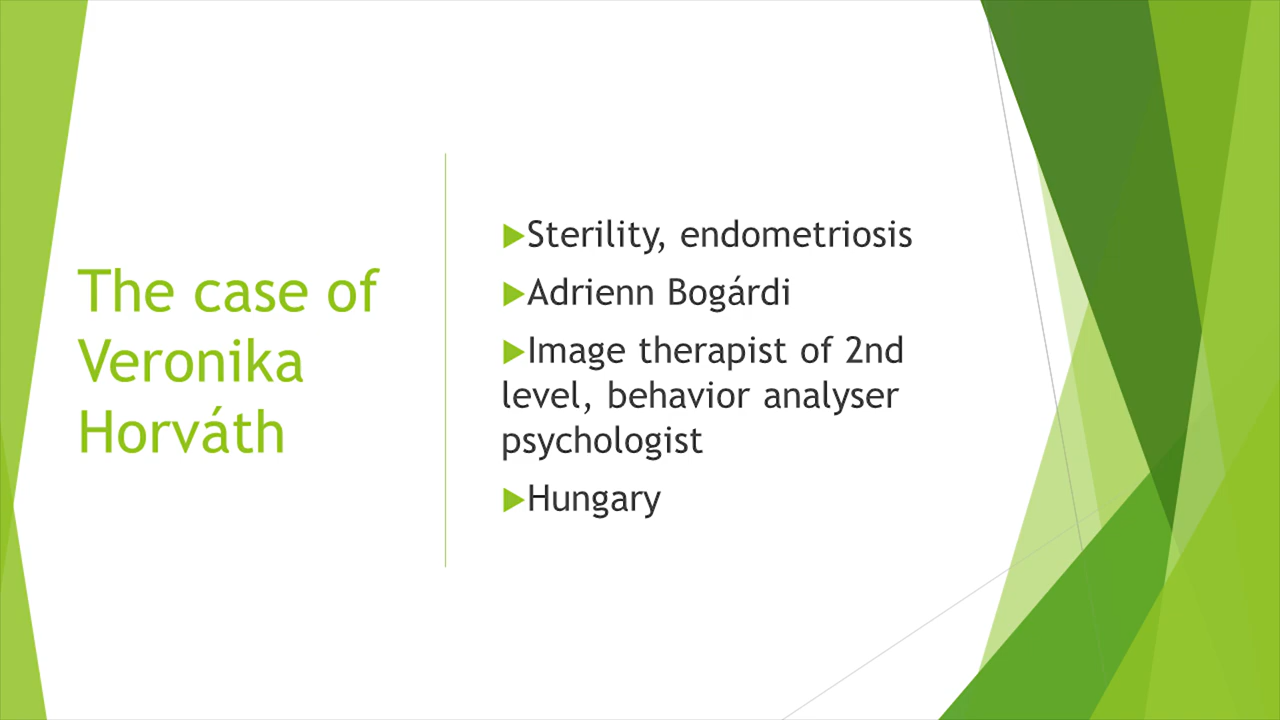 The case of
Veronika
Horváth
Sterility, endometriosis
Adrienn Bogárdi
Image therapist of 2nd
level, behavior analyser
psychologist
Hungary